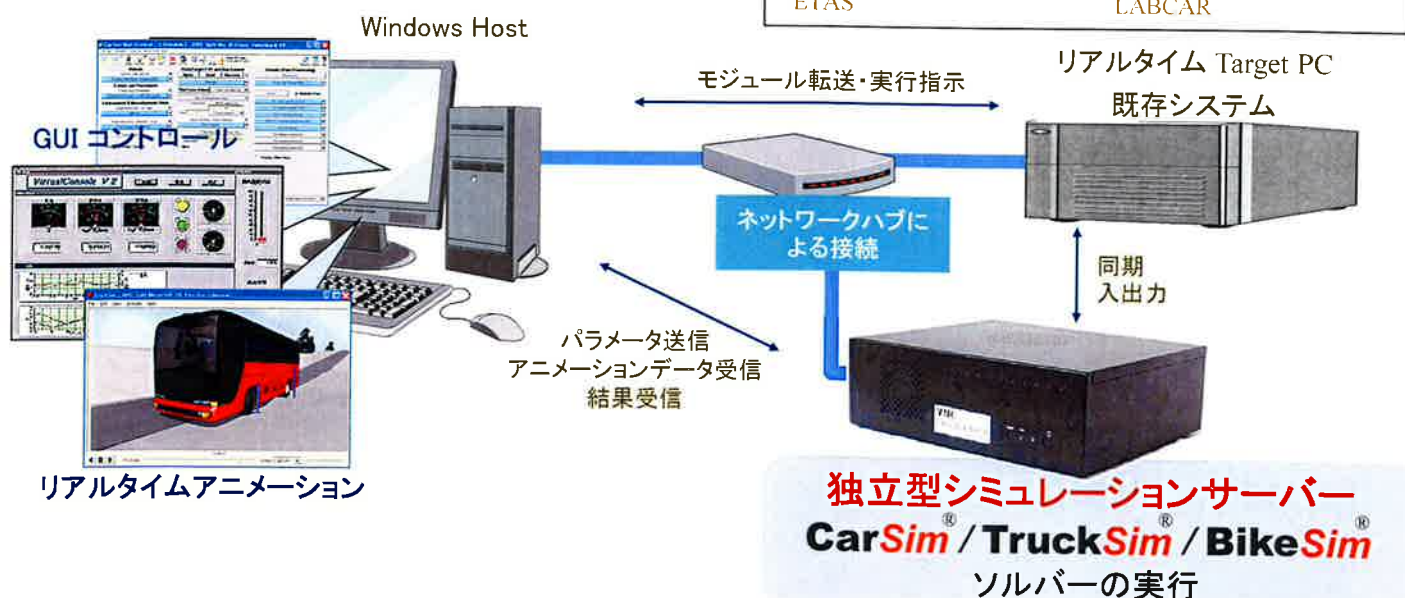 ETAS LABCAR
Windows Host
リアルタイム Target PC
既存システム
モジュール転送・実行指示
GUI コントロール
VirtualConsole V2
ネットワークハブに
よる接続
同期
入出力
パラメータ送信
アニメーションデータ受信
結果受信
リアルタイムアニメーション
独立型シミュレーションサーバー
CarSim® / TruckSim® / BikeSim®
ソルバーの実行